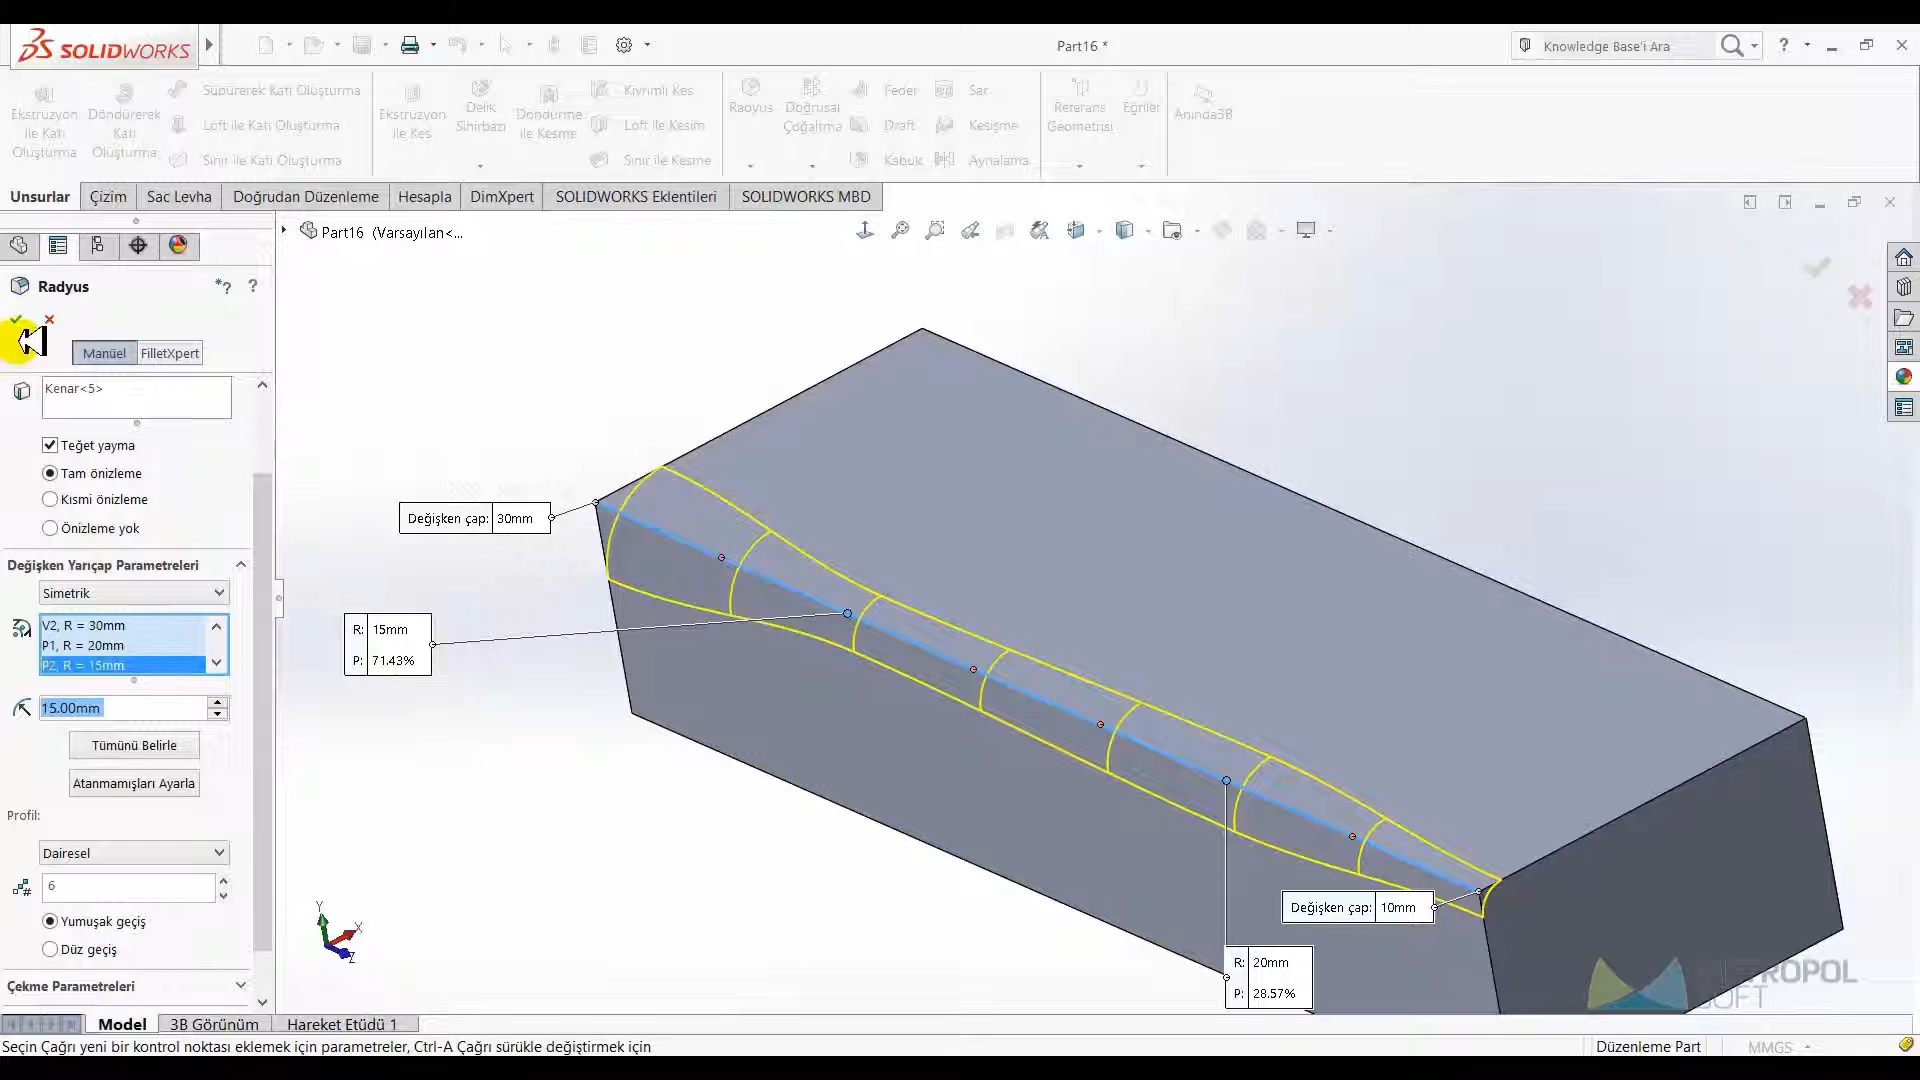 SOLIDWORKS
Part16 *
Knowledge Base'i Ara
?
Ekstruzyon
ile Katı
Oluşturma
Döndürerek
Katı
Oluşturma
Süpürerek Katı Oluşturma
Loft ile Katı Oluşturma
Sınır ile Katı Oluşturma
Ekstruzyon
ile Kes
Delik
Sihirbazı
Döndürme
ile Kesme
Kıvrımlı Kes
Loft ile Kesim
Sınır ile Kesme
Radyus
Doğrusal
Çoğaltma
Feder
Draft
Kabuk
Sar
Kesişme
Aynalama
Referans
Geometrisi
Eğriler
Anında3B
Unsurlar
Çizim
Sac Levha
Doğrudan Düzenleme
Hesapla
DimXpert
SOLIDWORKS Eklentileri
SOLIDWORKS MBD
Part16 (Varsayılan<...
Radyus
Manüel
FilletXpert
Kenar<5>
Teğet yayma
Tam önizleme
Kısmi önizleme
Önizleme yok
Değişken Yarıçap Parametreleri
Simetrik
V2, R = 30mm
P1, R = 20mm
P2, R = 15mm
15.00mm
Tümünü Belirle
Atanmamışları Ayarla
Profil:
Dairesel
6
Yumuşak geçiş
Düz geçiş
Çekme Parametreleri
Değişken çap: 30mm
R: 15mm
P: 71.43%
Değişken çap: 10mm
R: 20mm
P: 28.57%
Y
X
Z
Model
3B Görünüm
Hareket Etüdü 1
Seçin Çağrı yeni bir kontrol noktası eklemek için parametreler, Ctrl-A Çağrı sürükle değiştirmek için
Düzenleme Part
MMGS